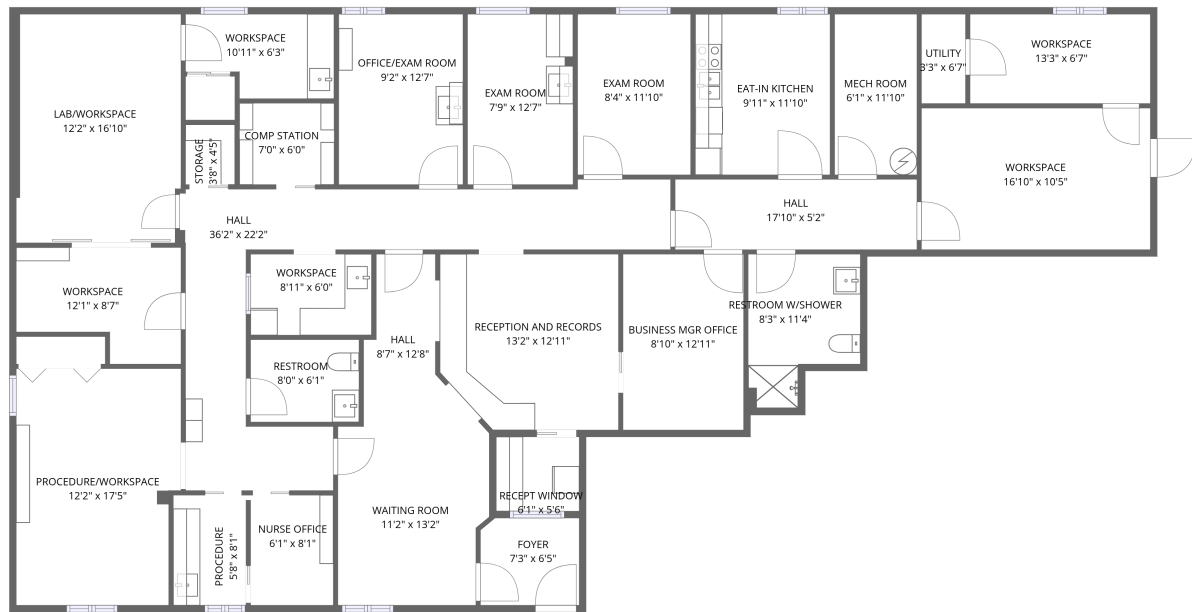 WORKSPACE
10'11" x 6'3"
OFFICE/EXAM ROOM
9'2" x 12'7"
EXAM ROOM
7'9" x 12'7"
EXAM ROOM
8'4" x 11'10"
EAT-IN KITCHEN
9'11" x 11'10"
MECH ROOM
6'1" x 11'10"
UTILITY
3'3" x 6'7"
WORKSPACE
13'3" x 6'7"
LAB/WORKSPACE
12'2" x 16'10"
COMP STATION
7'0" x 6'0"
STORAGE
3'8" x 4'5"
WORKSPACE
16'10" x 10'5"
HALL
36'2" x 22'2"
HALL
17'10" x 5'2"
WORKSPACE
12'1" x 8'7"
WORKSPACE
8'11" x 6'0"
HALL
8'7" x 12'8"
RECEPTION AND RECORDS
13'2" x 12'11"
BUSINESS MGR OFFICE
8'10" x 12'11"
RESTROOM W/SHOWER
8'3" x 11'4"
RESTROOM
8'0" x 6'1"
PROCEDURE/WORKSPACE
12'2" x 17'5"
PROCEDURE
5'8" x 8'1"
NURSE OFFICE
6'1" x 8'1"
WAITING ROOM
11'2" x 13'2"
RECEPT WINDOW
6'1" x 5'6"
FOYER
7'3" x 6'5"